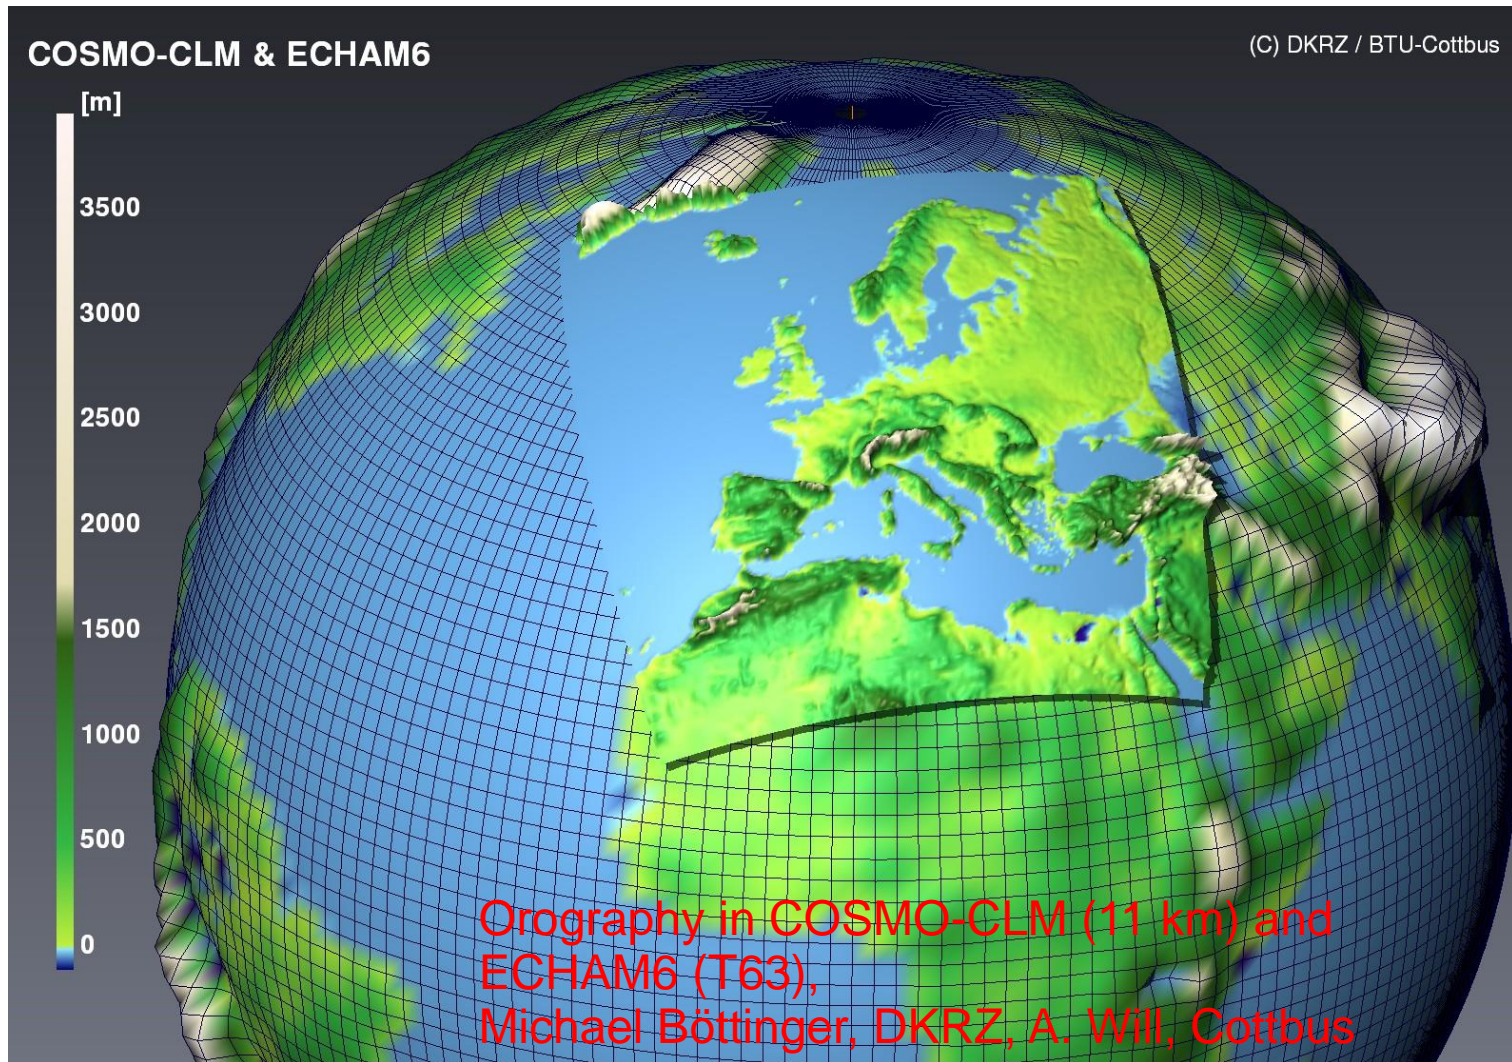 COSMO-CLM & ECHAM6
(C) DKRZ / BTU-Cottbus
[m]
3500
3000
2500
2000
1500
1000
500
0
Orography in COSMO-CLM (11 km) and
ECHAM6 (T63),
Michael Böttinger, DKRZ, A. Will, Cottbus